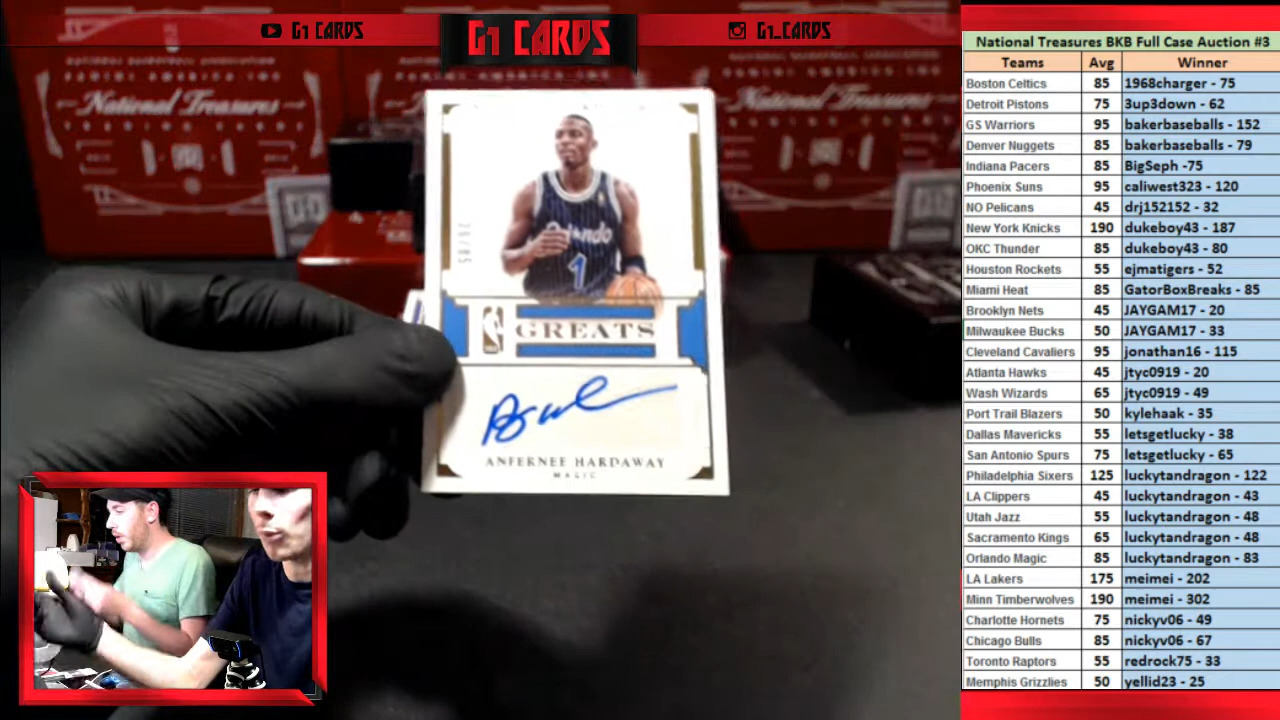 G1 CARDS
G1 CARDS
G1_CARDS
National Treasures
National Treasures
Orlando
1
GREATS
ANFERNEE HARDAWAY
MAGIC
National Treasures BKB Full Case Auction #3
Teams Avg Winner
Boston Celtics 85 1968charger - 75
Detroit Pistons 75 3up3down - 62
GS Warriors 95 bakerbaseballs - 152
Denver Nuggets 85 bakerbaseballs - 79
Indiana Pacers 85 BigSeph -75
Phoenix Suns 95 caliwest323 - 120
NO Pelicans 45 drj152152 - 32
New York Knicks 190 dukeboy43 - 187
OKC Thunder 85 dukeboy43 - 80
Houston Rockets 55 ejmatigers - 52
Miami Heat 85 GatorBoxBreaks - 85
Brooklyn Nets 45 JAYGAM17 - 20
Milwaukee Bucks 50 JAYGAM17 - 33
Cleveland Cavaliers 95 jonathan16 - 115
Atlanta Hawks 45 jtyc0919 - 20
Wash Wizards 65 jtyc0919 - 49
Port Trail Blazers 50 kylehaak - 35
Dallas Mavericks 55 letsgetlucky - 38
San Antonio Spurs 75 letsgetlucky - 65
Philadelphia Sixers 125 luckytandragon - 122
LA Clippers 45 luckytandragon - 43
Utah Jazz 55 luckytandragon - 48
Sacramento Kings 65 luckytandragon - 48
Orlando Magic 85 luckytandragon - 83
LA Lakers 175 meimei - 202
Minn Timberwolves 190 meimei - 302
Charlotte Hornets 75 nickyv06 - 49
Chicago Bulls 85 nickyv06 - 67
Toronto Raptors 55 redrock75 - 33
Memphis Grizzlies 50 yellid23 - 25